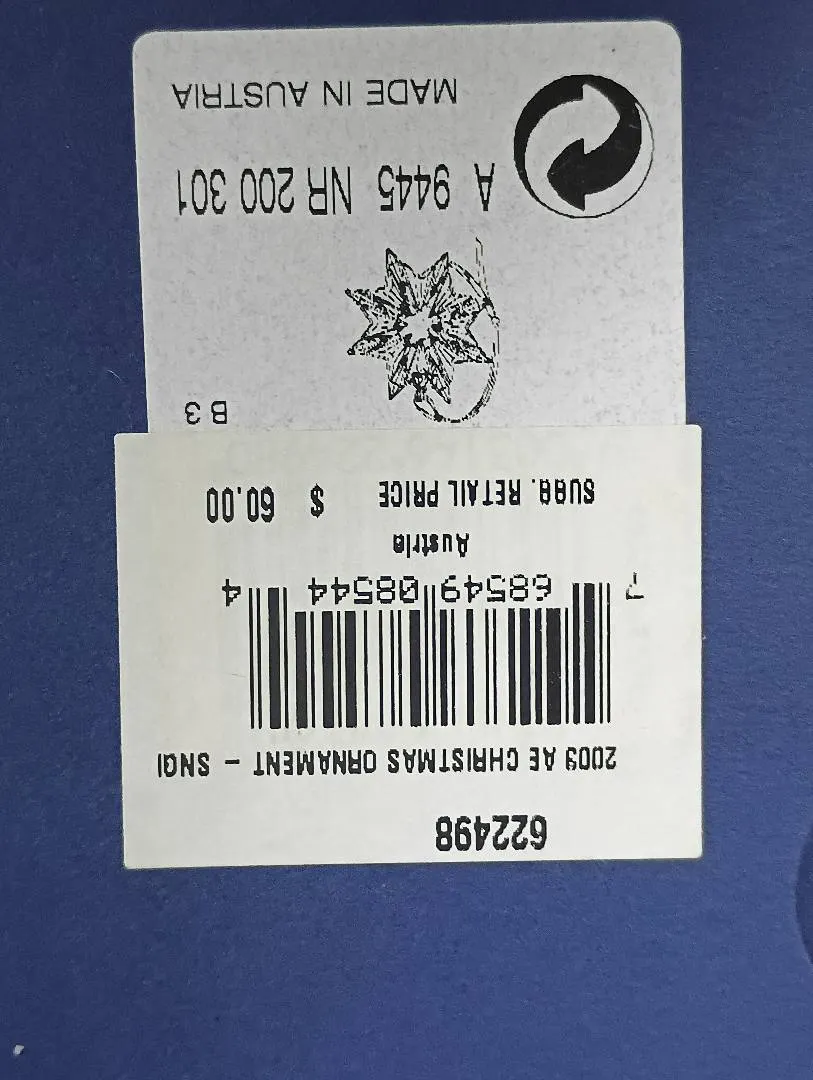 622498
2009 AE CHRISTMAS ORNAMENT - SNOI
7 68549 08544 4
Austria
SUGG. RETAIL PRICE $ 60.00
B 3
A 9445 NR 200 301
MADE IN AUSTRIA